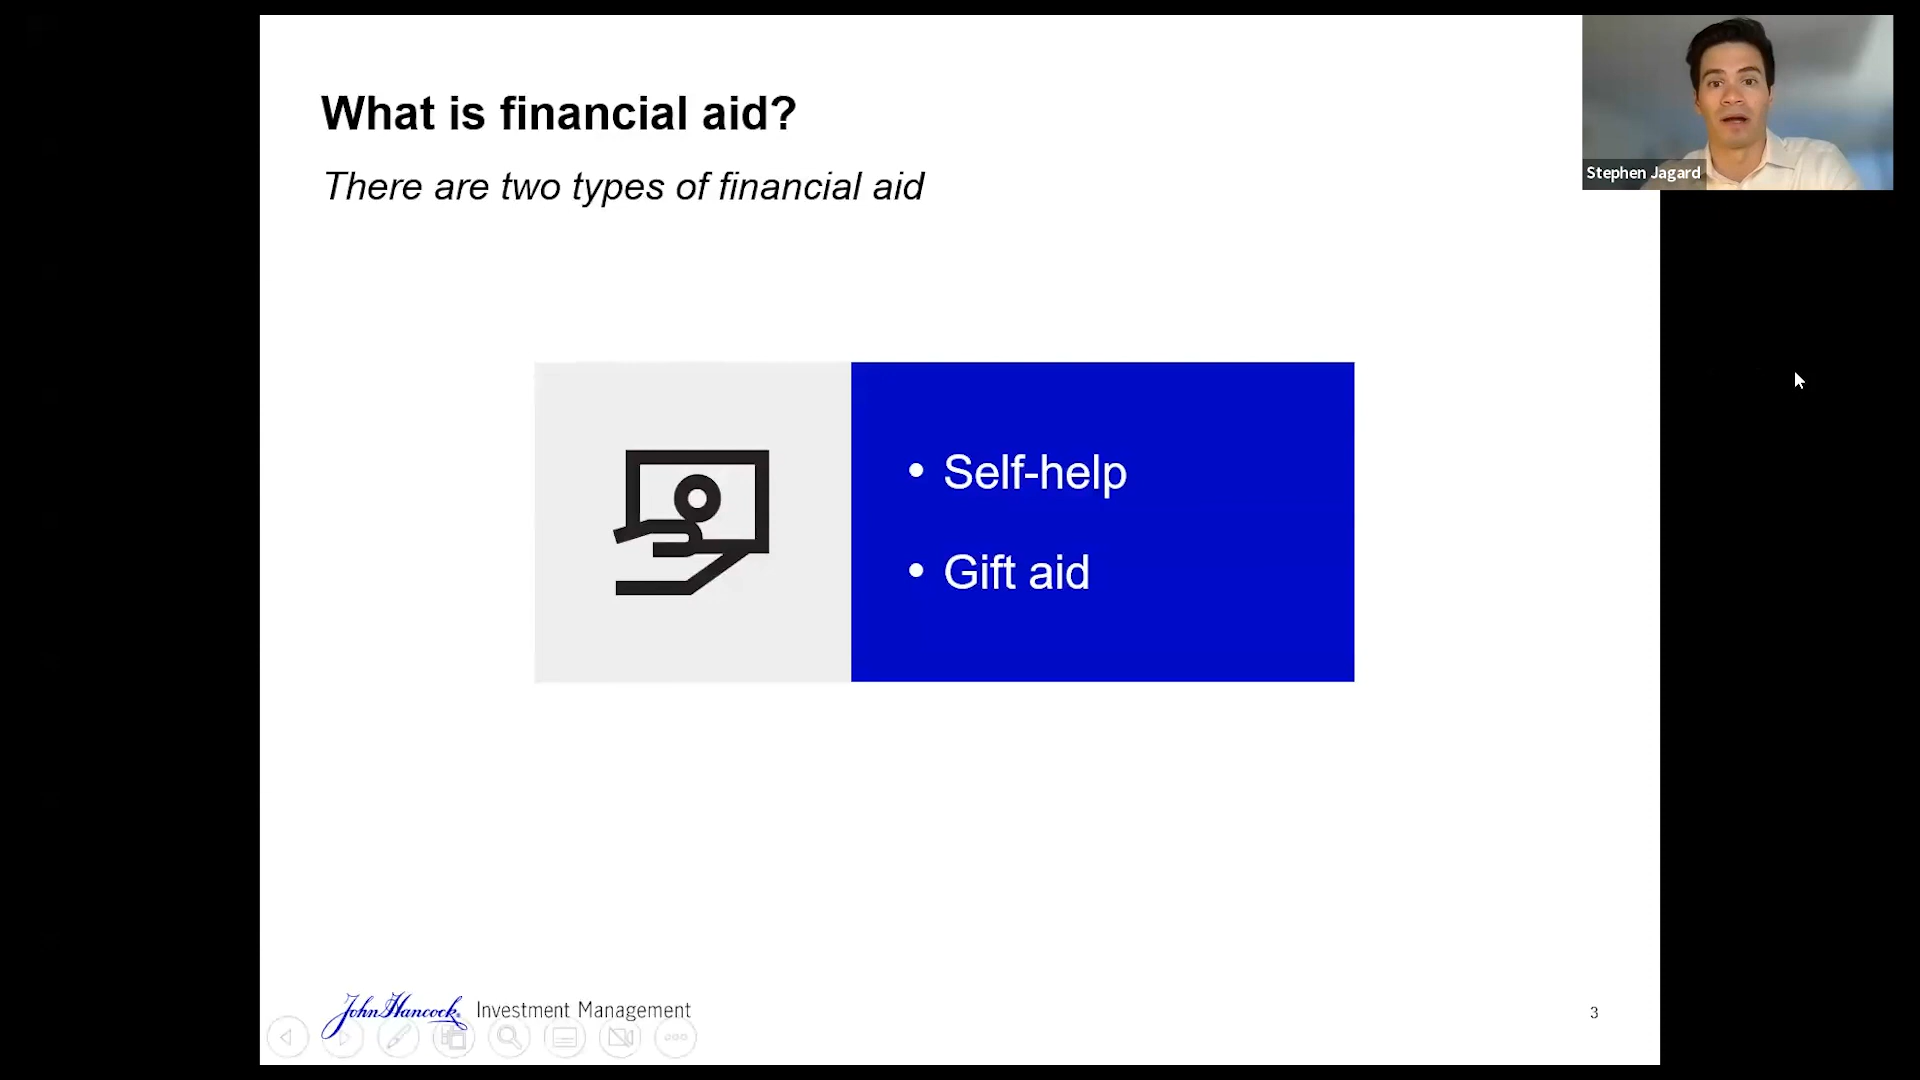 What is financial aid?
There are two types of financial aid
Stephen Jagard
• Self-help
• Gift aid
John Hancock® Investment Management
3